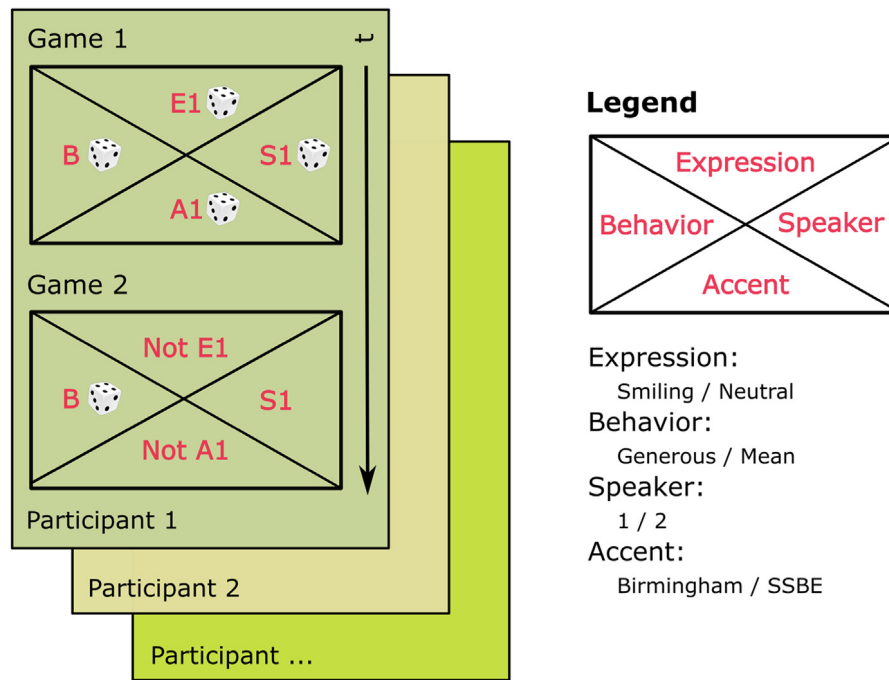 Game 1
t
E1
B
S1
A1
Game 2
Not E1
B
S1
Not A1
Participant 1
Participant 2
Participant ...
Legend
Expression
Behavior
Speaker
Accent
Expression:
Smiling / Neutral
Behavior:
Generous / Mean
Speaker:
1 / 2
Accent:
Birmingham / SSBE